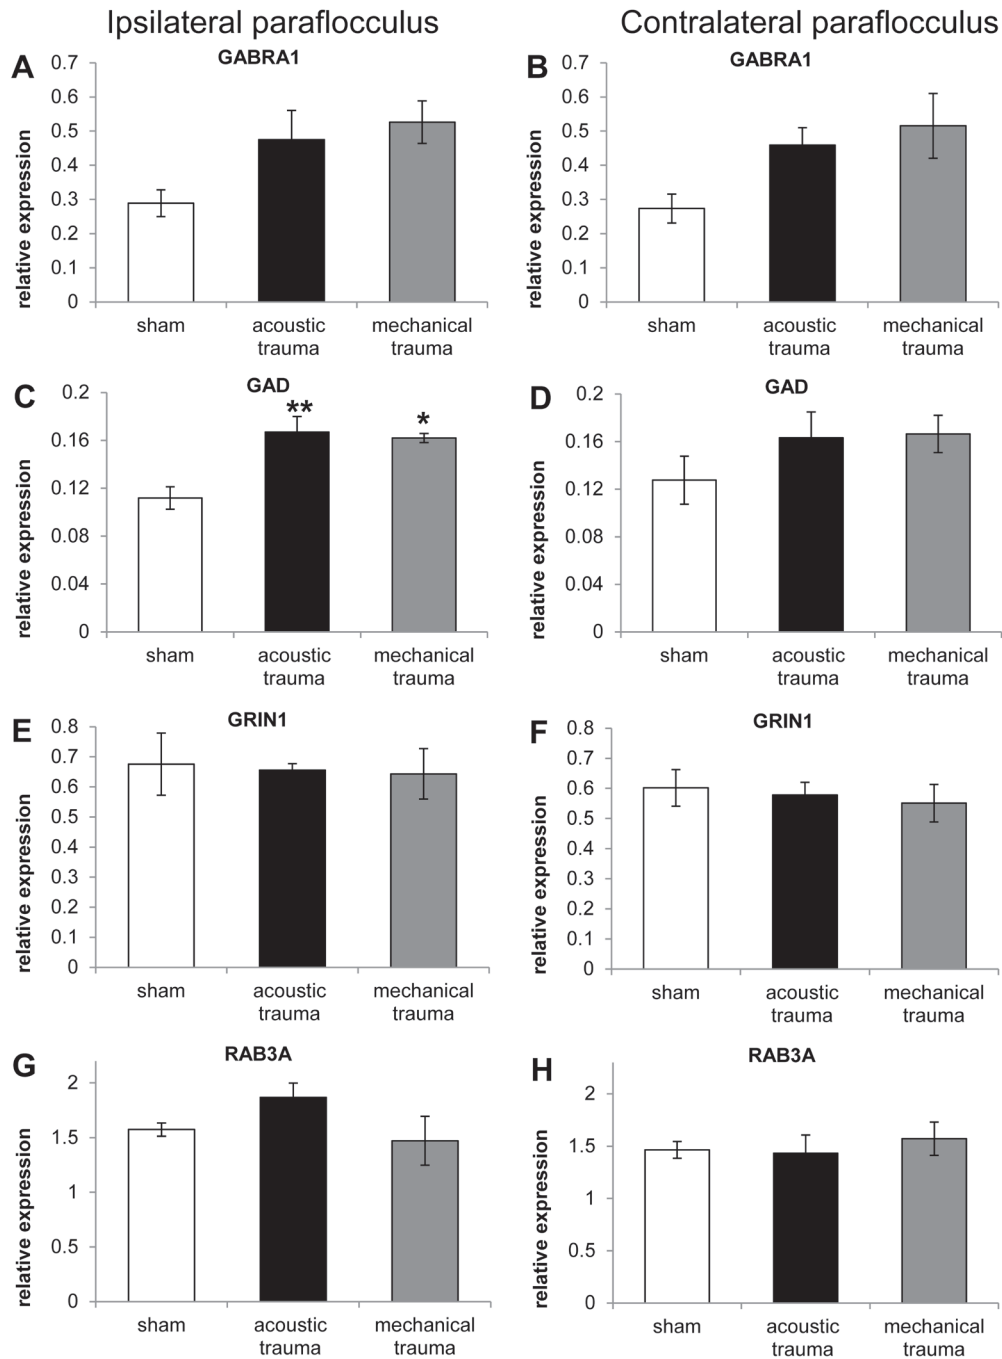 Ipsilateral paraflocculus
Contralateral paraflocculus
A
GABRA1
relative expression
0.7
0.6
0.5
0.4
0.3
0.2
0.1
0
sham
acoustic
trauma
mechanical
trauma
B
GABRA1
relative expression
0.7
0.6
0.5
0.4
0.3
0.2
0.1
0
sham
acoustic
trauma
mechanical
trauma
C
GAD
relative expression
0.2
0.16
0.12
0.08
0.04
0
**
*
sham
acoustic
trauma
mechanical
trauma
D
GAD
relative expression
0.2
0.16
0.12
0.08
0.04
0
sham
acoustic
trauma
mechanical
trauma
E
GRIN1
relative expression
0.8
0.7
0.6
0.5
0.4
0.3
0.2
0.1
0
sham
acoustic
trauma
mechanical
trauma
F
GRIN1
relative expression
0.8
0.7
0.6
0.5
0.4
0.3
0.2
0.1
0
sham
acoustic
trauma
mechanical
trauma
G
RAB3A
relative expression
2
1.5
1
0.5
0
sham
acoustic
trauma
mechanical
trauma
H
RAB3A
relative expression
2
1.5
1
0.5
0
sham
acoustic
trauma
mechanical
trauma